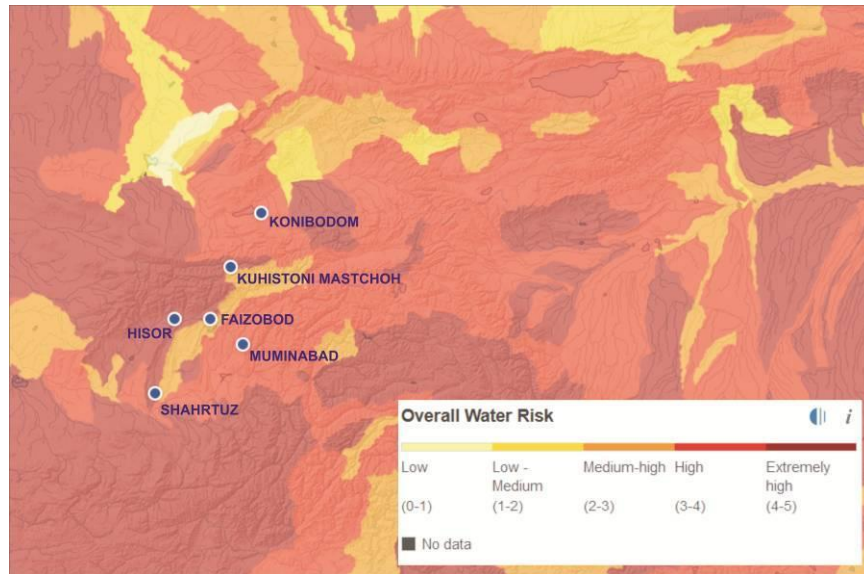 KONIBODOM
KUHISTONI MASTCHOH
HISOR
FAIZOBOD
MUMINABAD
SHAHRTUZ
Overall Water Risk i
Low Low - Medium-high High Extremely
Medium high
(0-1) (1-2) (2-3) (3-4) (4-5)
No data